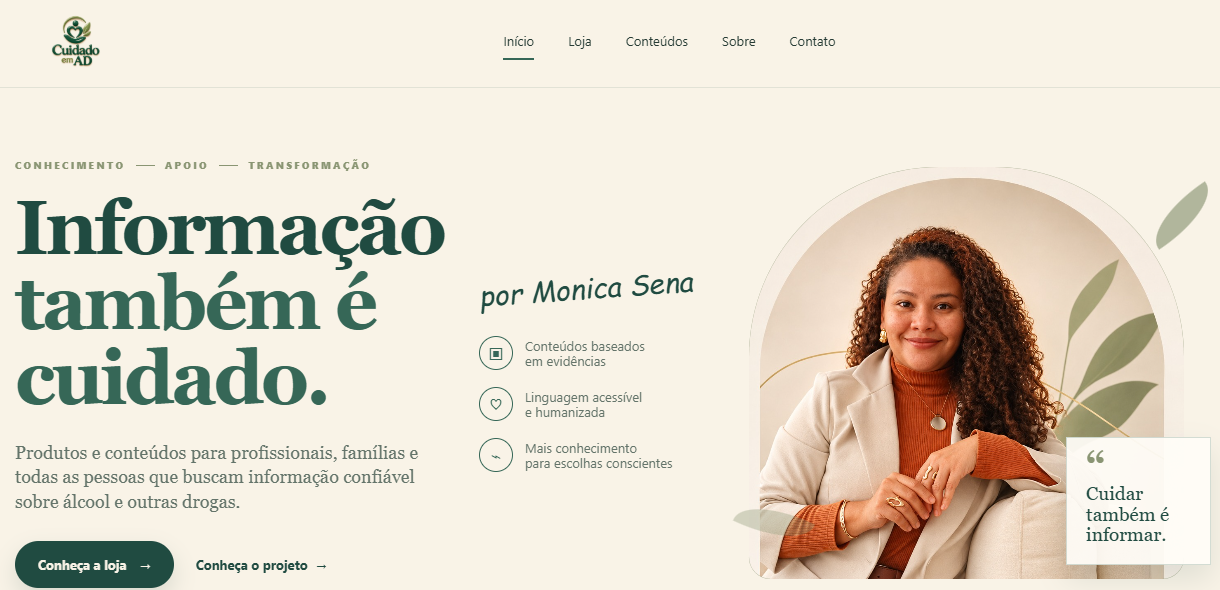 Cuidado
em AD
Início
Loja
Conteúdos
Sobre
Contato
CONHECIMENTO — APOIO — TRANSFORMAÇÃO
Informação
também é
cuidado.
Produtos e conteúdos para profissionais, famílias e
todas as pessoas que buscam informação confiável
sobre álcool e outras drogas.
Conheça a loja →
Conheça o projeto →
por Monica Sena
Conteúdos baseados
em evidências
Linguagem acessível
e humanizada
Mais conhecimento
para escolhas conscientes
“
Cuidar
também é
informar.